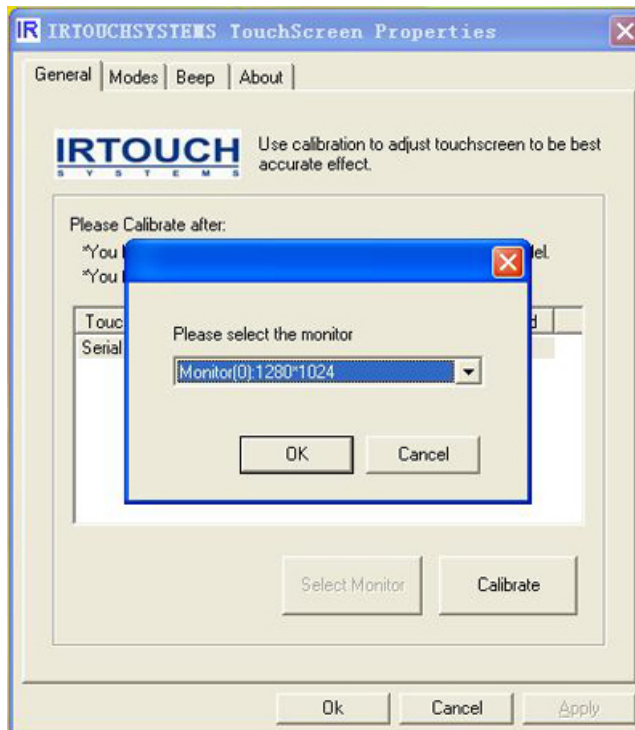 IR IRTOUCHSYSTEMS TouchScreen Properties
General Modes Beep About
IRTOUCH
SYSTEMS
Use calibration to adjust touchscreen to be best
accurate effect.
Please Calibrate after:
*You
*You
Serial
Please select the monitor
Monitor(0):1280*1024
OK Cancel
Select Monitor Calibrate
Ok Cancel Apply